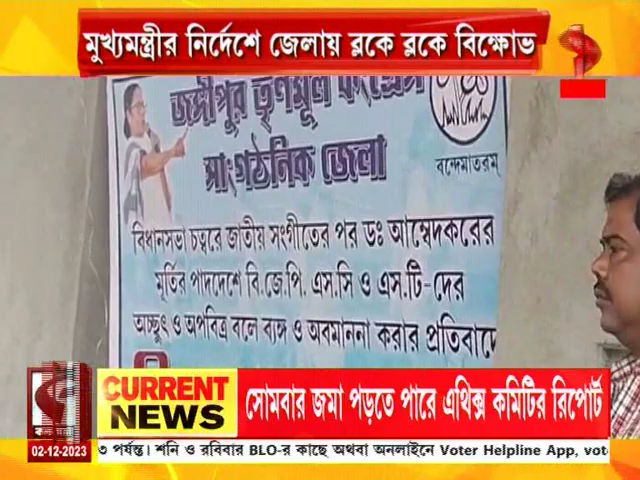 মুখ্যমন্ত্রীর নির্দেশে জেলায় ব্লকে ব্লকে বিক্ষোভ
জঙ্গীপুর তৃণমূল কংগ্রেস
সাংগঠনিক জেলা
বন্দেমাতরম্
বিধানসভা চত্বরে জাতীয় সংগীতের পর ডঃ আম্বেদকরের
মূর্তির পাদদেশে বি.জে.পি. এস.সি ও এস.টি-দের
অচ্ছুৎ ও অপবিত্র বলে ব্যঙ্গ ও অবমাননা করার প্রতিবাদে
CURRENT
NEWS
সোমবার জমা পড়তে পারে এথিক্স কমিটির রিপোর্ট
02-12-2023
৩ পর্যন্ত। শনি ও রবিবার BLO-র কাছে অথবা অনলাইনে Voter Helpline App, vot